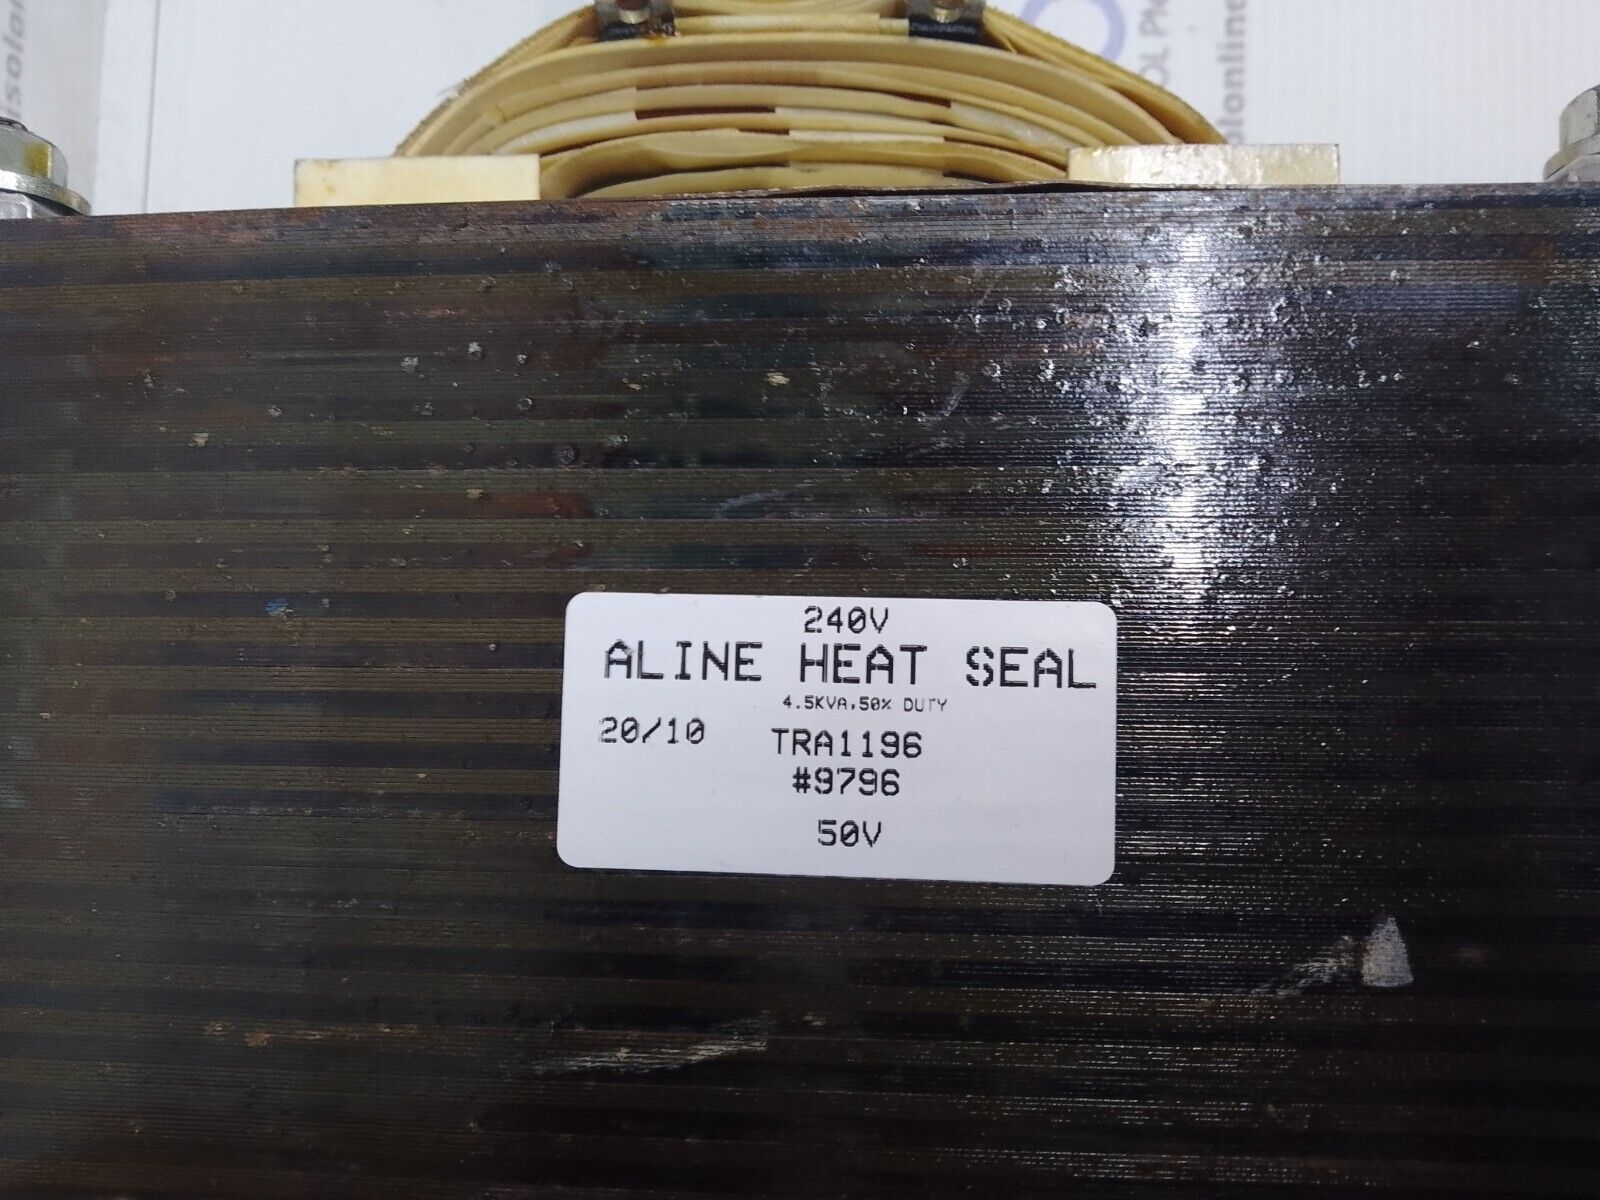 240V
ALINE HEAT SEAL
4.5KVA,50% DUTY
20/10 TRA1196
#9796
50V